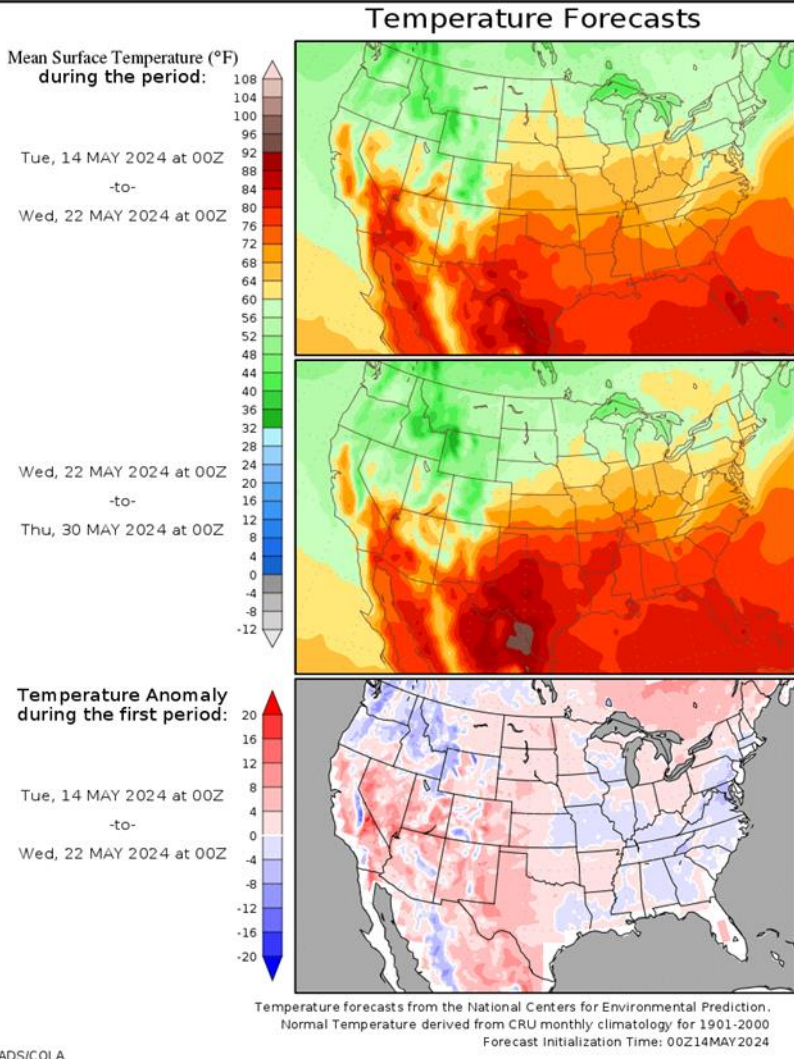 Temperature Forecasts
Mean Surface Temperature (°F)
during the period:
Tue, 14 MAY 2024 at 00Z
-to-
Wed, 22 MAY 2024 at 00Z
108
104
100
96
92
88
84
80
76
72
68
64
60
56
52
48
44
40
36
32
28
24
20
16
12
8
4
0
-4
-8
-12
Wed, 22 MAY 2024 at 00Z
-to-
Thu, 30 MAY 2024 at 00Z
Temperature Anomaly
during the first period:
Tue, 14 MAY 2024 at 00Z
-to-
Wed, 22 MAY 2024 at 00Z
20
16
12
8
4
0
-4
-8
-12
-16
-20
Temperature forecasts from the National Centers for Environmental Prediction.
Normal Temperature derived from CRU monthly climatology for 1901-2000
Forecast Initialization Time: 00Z14MAY2024
ADS/COLA